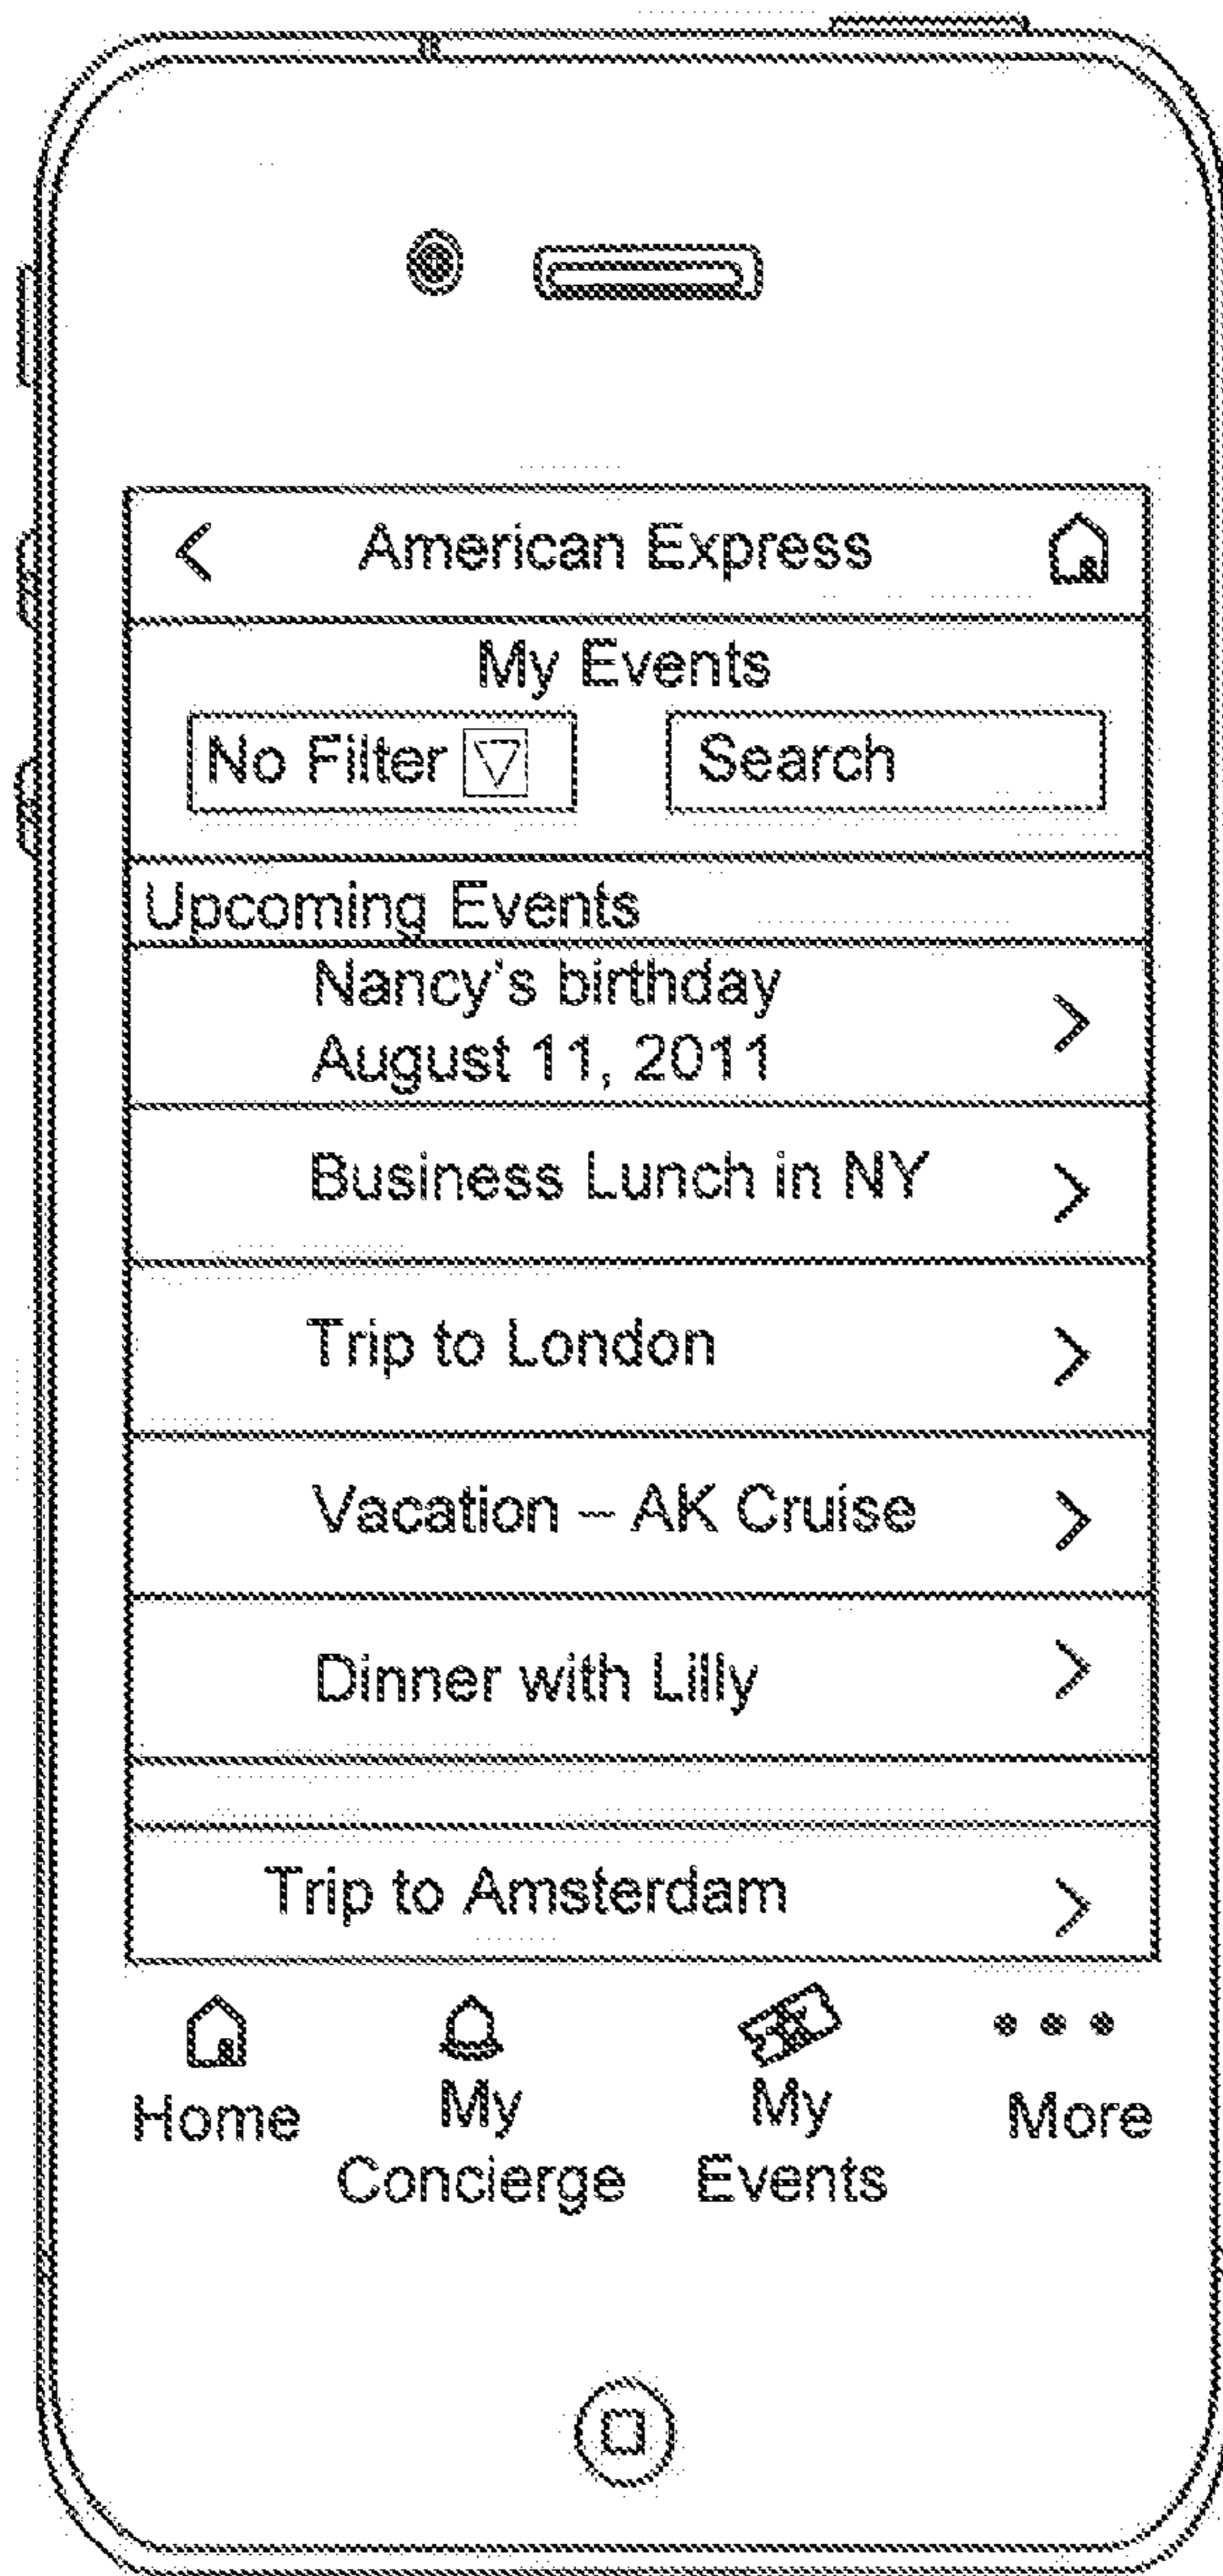 American Express
My Events
No Filter
Search
Upcoming Events
Nancy's birthday
August 11, 2011
Business Lunch in NY
Trip to London
Vacation – AK Cruise
Dinner with Lilly
Trip to Amsterdam
Home
My
Concierge
My
Events
More